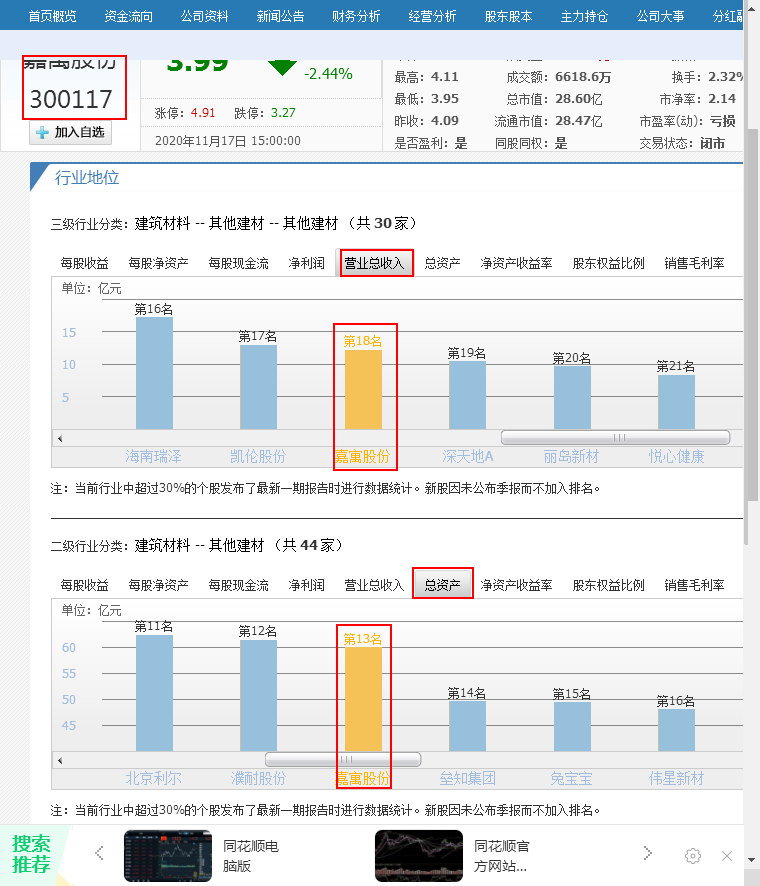 首页概览 资金流向 公司资料 新闻公告 财务分析 经营分析 股东股本 主力持仓 公司大事 分红融
嘉寓股份 3.99 -2.44%
300117
加入自选
涨停：4.91 跌停：3.27
2020年11月17日 15:00:00
最高：4.11 成交额：6618.6万 换手：2.32%
最低：3.95 总市值：28.60亿 市净率：2.14
昨收：4.09 流通市值：28.47亿 市盈率(动)：亏损
是否盈利：是 同股同权：是 交易状态：闭市
行业地位
三级行业分类：建筑材料 -- 其他建材 -- 其他建材 （共 30 家）
每股收益 每股净资产 每股现金流 净利润 营业总收入 总资产 净资产收益率 股东权益比例 销售毛利率
单位：亿元
第16名 第17名 第18名 第19名 第20名 第21名
15
10
5
海南瑞泽 凯伦股份 嘉寓股份 深天地A 丽岛新材 悦心健康
注：当前行业中超过30%的个股发布了最新一期报告时进行数据统计。新股因未公布季报而不加入排名。
二级行业分类：建筑材料 -- 其他建材 （共 44 家）
每股收益 每股净资产 每股现金流 净利润 营业总收入 总资产 净资产收益率 股东权益比例 销售毛利率
单位：亿元
第11名 第12名 第13名 第14名 第15名 第16名
60
55
50
45
北京利尔 濮耐股份 嘉寓股份 垒知集团 兔宝宝 伟星新材
注：当前行业中超过30%的个股发布了最新一期报告时进行数据统计。新股因未公布季报而不加入排名。
搜索
推荐
同花顺电
脑版
同花顺官
方网站...